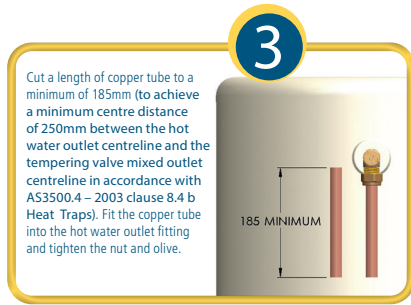 3
Cut a length of copper tube to a
minimum of 185mm (to achieve
a minimum centre distance
of 250mm between the hot
water outlet centreline and the
tempering valve mixed outlet
centreline in accordance with
AS3500.4 – 2003 clause 8.4 b
Heat Traps). Fit the copper tube
into the hot water outlet fitting
and tighten the nut and olive.
185 MINIMUM